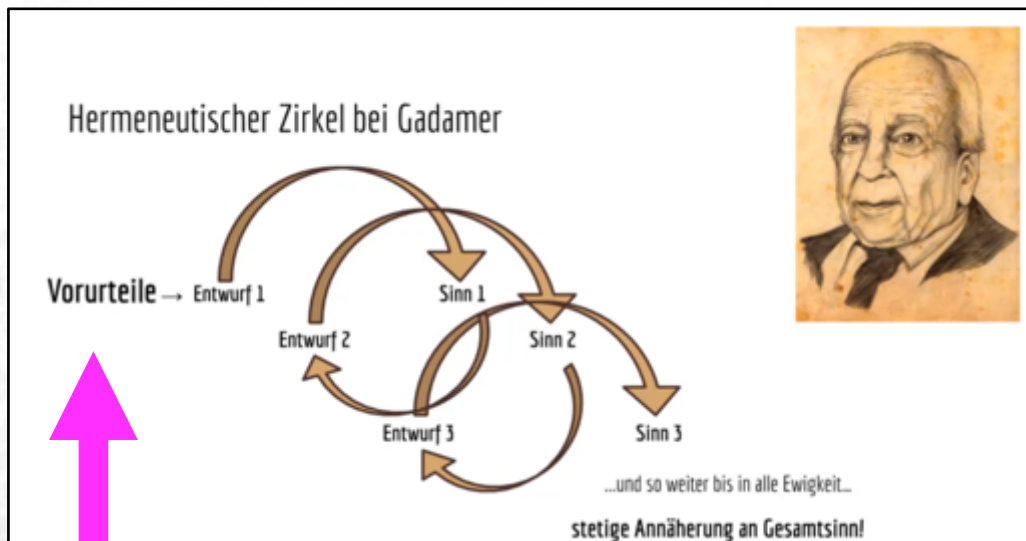 Hermeneutischer Zirkel bei Gadamer
Vorurteile → Entwurf 1
Sinn 1
Entwurf 2
Sinn 2
Entwurf 3
Sinn 3
...und so weiter bis in alle Ewigkeit...
stetige Annäherung an Gesamtsinn!